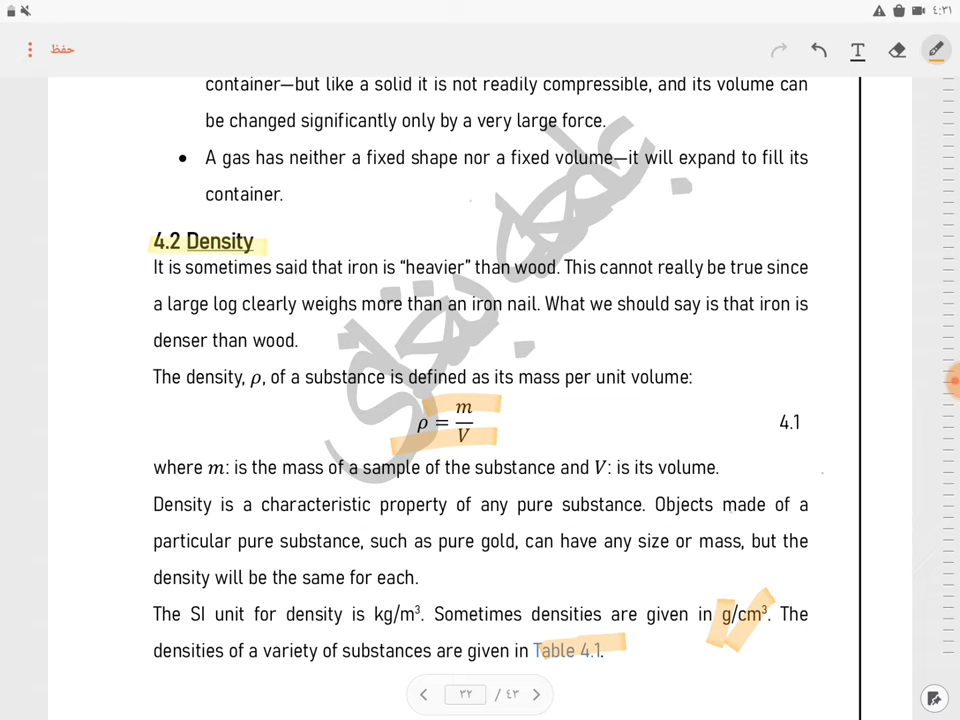 ٤:٣١
حفظ
container—but like a solid it is not readily compressible, and its volume can
be changed significantly only by a very large force.
• A gas has neither a fixed shape nor a fixed volume—it will expand to fill its
container.
4.2 Density
It is sometimes said that iron is “heavier” than wood. This cannot really be true since
a large log clearly weighs more than an iron nail. What we should say is that iron is
denser than wood.
The density, ρ, of a substance is defined as its mass per unit volume:
ρ = m/V 4.1
where m: is the mass of a sample of the substance and V: is its volume.
Density is a characteristic property of any pure substance. Objects made of a
particular pure substance, such as pure gold, can have any size or mass, but the
density will be the same for each.
The SI unit for density is kg/m³. Sometimes densities are given in g/cm³. The
densities of a variety of substances are given in Table 4.1.
٣٢ / ٤٣